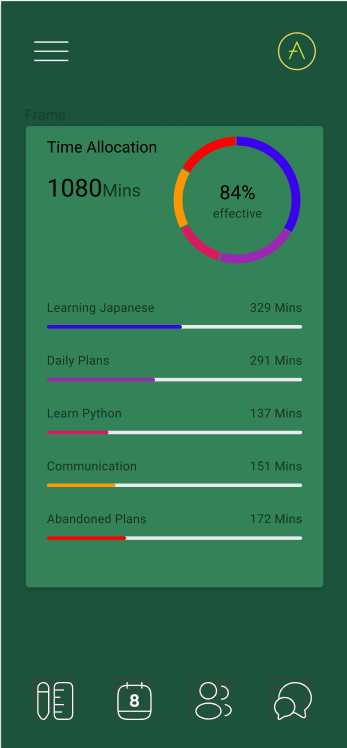 A
Frame
Time Allocation
1080Mins
84%
effective
Learning Japanese 329 Mins
Daily Plans 291 Mins
Learn Python 137 Mins
Communication 151 Mins
Abandoned Plans 172 Mins
8